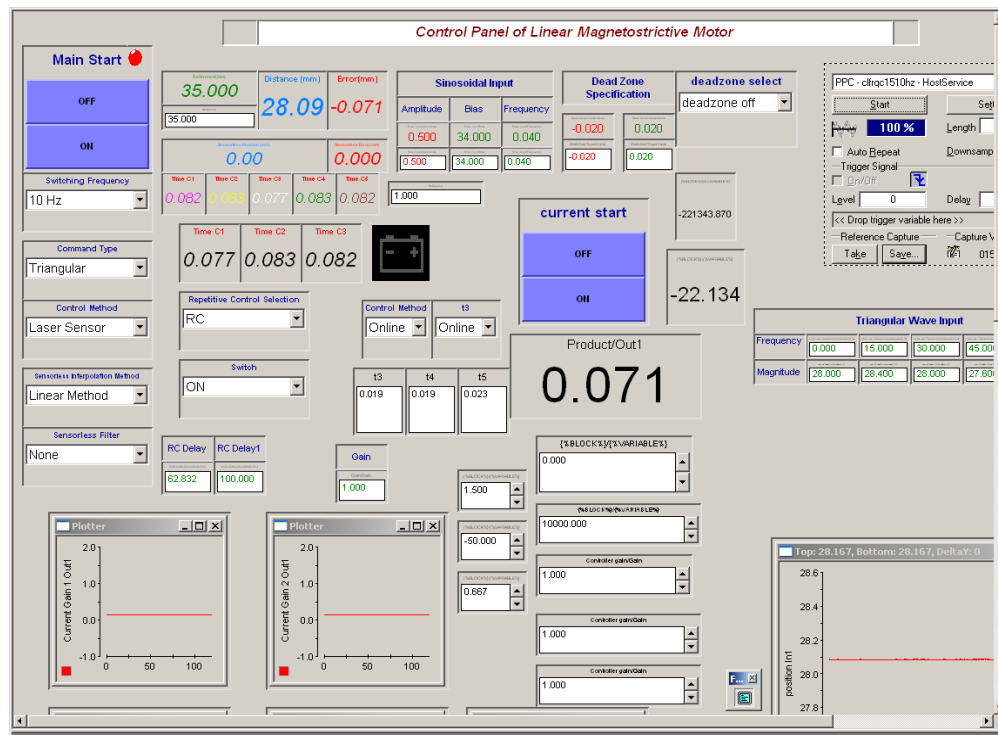 Control Panel of Linear Magnetostrictive Motor
Main Start
OFF
ON
Switching Frequency
10 Hz
Command Type
Triangular
Control Method
Laser Sensor
Sensorless Interpolation Method
Linear Method
Sensorless Filter
None
35.000
35.000
Distance (mm)
28.09
Error(mm)
-0.071
0.00
0.000
Time C1
Time C2
Time C3
Time C4
Time C5
0.082
0.077
0.083
0.082
Time C1
Time C2
Time C3
0.077
0.083
0.082
Sinosoidal Input
Amplitude
Bias
Frequency
0.500
34.000
0.040
0.500
34.000
0.040
1.000
Dead Zone
Specification
-0.020
0.020
-0.020
0.020
deadzone select
deadzone off
current start
OFF
ON
-221343.870
-22.134
Repetitive Control Selection
RC
Switch
ON
Control Method
t3
Online
Online
t3
t4
t5
0.019
0.019
0.023
Product/Out1
0.071
RC Delay
RC Delay1
62.832
100.000
Gain
1.000
{%BLOCK%}/{%VARIABLE%}
0.000
1.500
{%BLOCK%}/{%VARIABLE%}
10000.000
-50.000
Controller gain/Gain
1.000
0.667
Controller gain/Gain
1.000
Controller gain/Gain
1.000
PPC - clfrqc1510hz - HostService
Start
100 %
Length
Auto Repeat
Downsamp
Trigger Signal
On/Off
Level
0
Delay
<< Drop trigger variable here >>
Reference Capture
Capture V
Take
Save...
015
Triangular Wave Input
Frequency
0.000
15.000
30.000
45.000
Magnitude
28.000
28.400
28.000
27.600
Plotter
Current Gain 1 Out1
2.0
1.0
0.0
-1.0
0
50
100
Plotter
Current Gain 2 Out1
2.0
1.0
0.0
-1.0
0
50
100
F...
Top: 28.167, Bottom: 28.167, DeltaY: 0
position In1
28.6
28.4
28.2
28.0
27.8